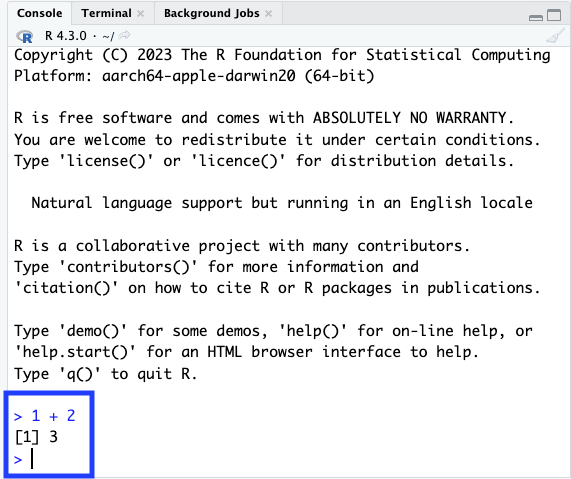 Console Terminal × Background Jobs ×
R R 4.3.0 · ~/
Copyright (C) 2023 The R Foundation for Statistical Computing
Platform: aarch64-apple-darwin20 (64-bit)
R is free software and comes with ABSOLUTELY NO WARRANTY.
You are welcome to redistribute it under certain conditions.
Type 'license()' or 'licence()' for distribution details.
Natural language support but running in an English locale
R is a collaborative project with many contributors.
Type 'contributors()' for more information and
'citation()' on how to cite R or R packages in publications.
Type 'demo()' for some demos, 'help()' for on-line help, or
'help.start()' for an HTML browser interface to help.
Type 'q()' to quit R.
> 1 + 2
[1] 3
>